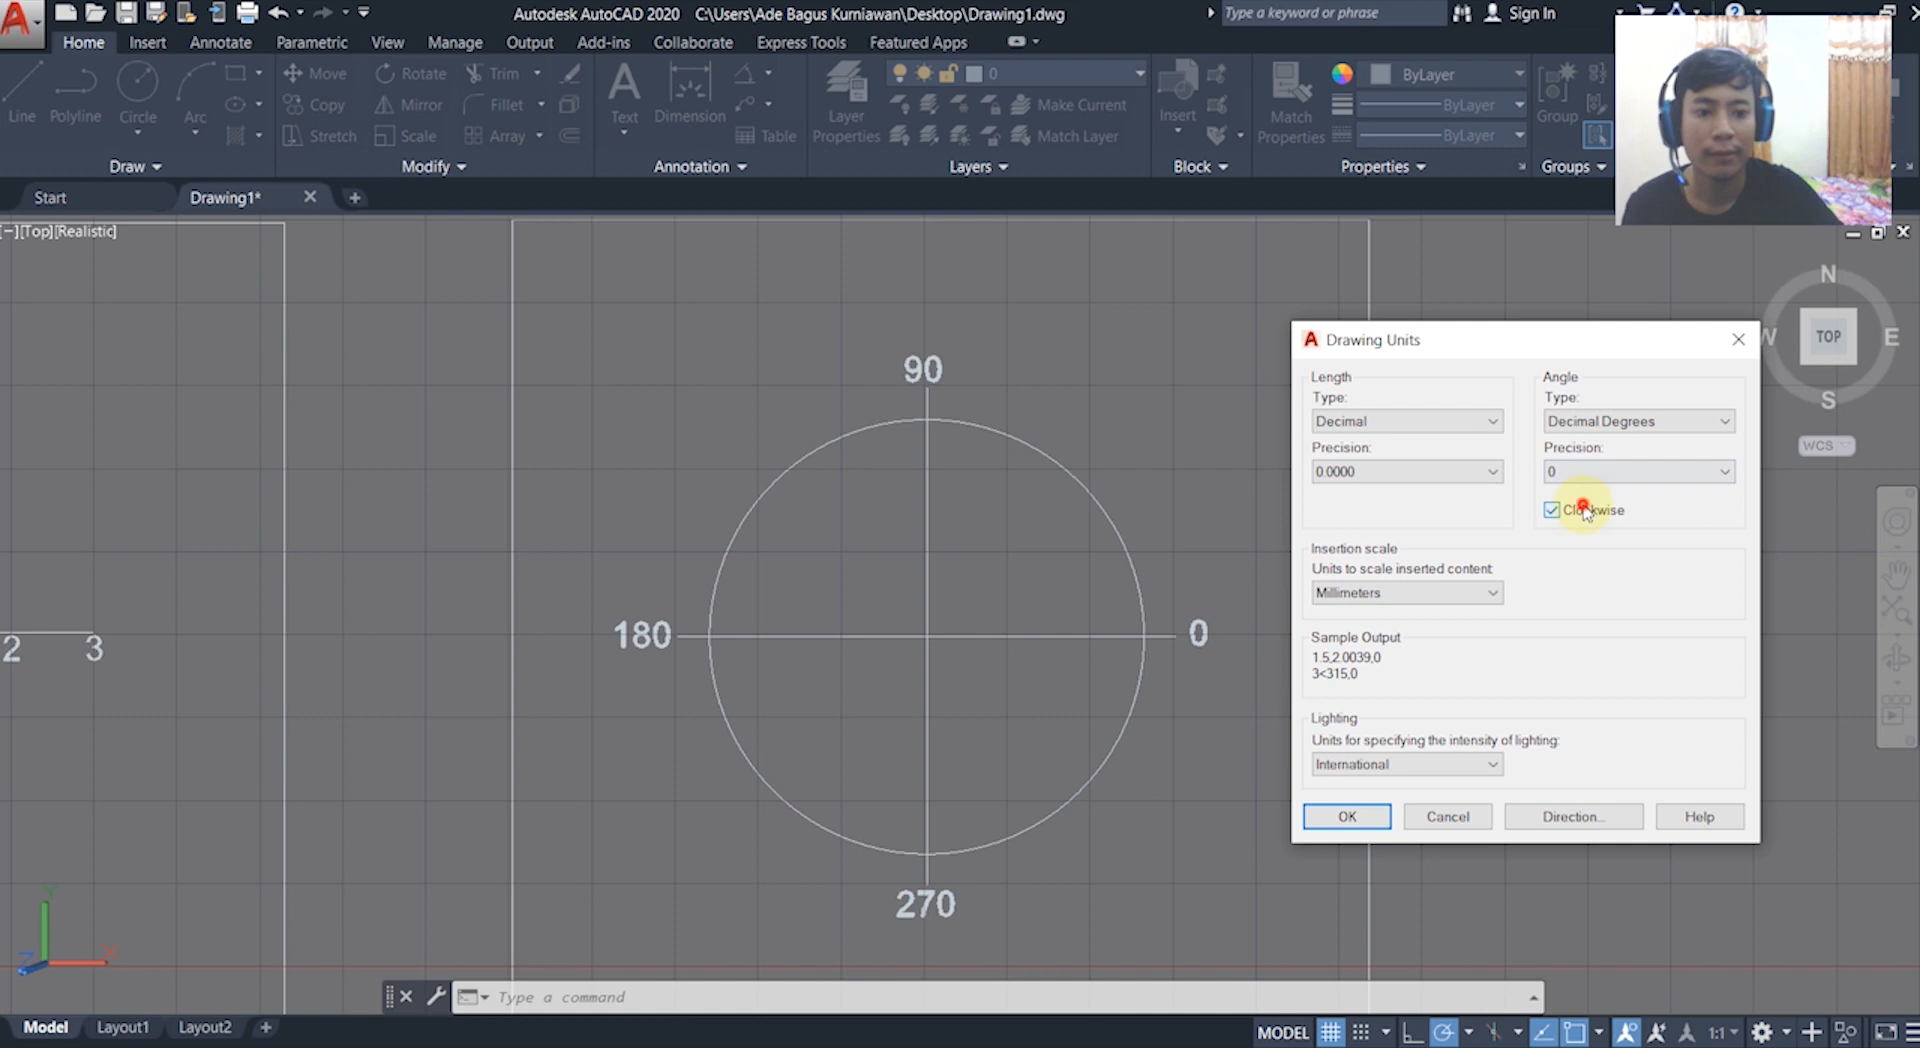 Autodesk AutoCAD 2020 C:\Users\Ade Bagus Kurniawan\Desktop\Drawing1.dwg
Type a keyword or phrase
Sign In
Home Insert Annotate Parametric View Manage Output Add-ins Collaborate Express Tools Featured Apps
Line
Polyline
Circle
Arc
Move Rotate Trim
Copy Mirror Fillet
Stretch Scale Array
Text
Dimension
Table
Layer
Properties
0
Make Current
Match Layer
Insert
Match
Properties
ByLayer
ByLayer
ByLayer
Group
Draw Modify Annotation Layers Block Properties Groups
Start
Drawing1*
[−][Top][Realistic]
N
W
TOP
E
S
WCS
90
180
0
270
2
3
Drawing Units
Length
Type:
Decimal
Precision:
0.0000
Angle
Type:
Decimal Degrees
Precision:
0
Insertion scale
Units to scale inserted content:
Millimeters
Sample Output
1.5,2.0039,0
3<315,0
Lighting
Units for specifying the intensity of lighting:
International
OK Cancel Direction... Help
Y
X
Z
Type a command
Model Layout1 Layout2
MODEL
1:1